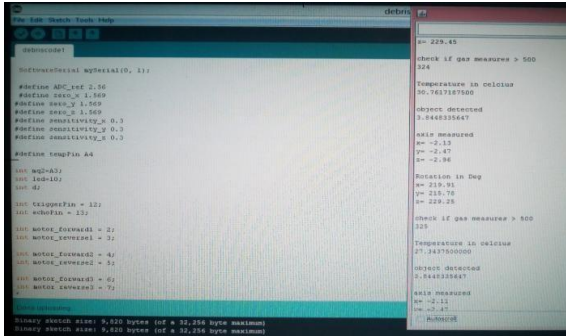 debris
File Edit Sketch Tools Help
debriscode1
SoftwareSerial mySerial(0, 1);
#define ADC_ref 2.56
#define zero_x 1.569
#define zero_y 1.569
#define zero_z 1.569
#define sensitivity_x 0.3
#define sensitivity_y 0.3
#define sensitivity_z 0.3
#define tempPin A4
int mq2=A3;
int led=10;
int d;
int triggerPin = 12;
int echoPin = 13;
int motor_forward1 = 2;
int motor_reverse1 = 3;
int motor_forward2 = 4;
int motor_reverse2 = 5;
int motor_forward3 = 6;
int motor_reverse3 = 7;
Done uploading.
Binary sketch size: 9,820 bytes (of a 32,256 byte maximum)
Binary sketch size: 9,820 bytes (of a 32,256 byte maximum)
z= 229.45
check if gas measures > 500
324
Temperature in celcius
30.7617187500
object detected
3.8448335647
axis measured
x= -2.13
y= -2.47
z= -2.96
Rotation in Deg
x= 219.91
y= 215.78
z= 229.25
check if gas measures > 500
325
Temperature in celcius
27.3437500000
object detected
3.8448335647
axis measured
x= -2.11
y= -2.47
Autoscroll